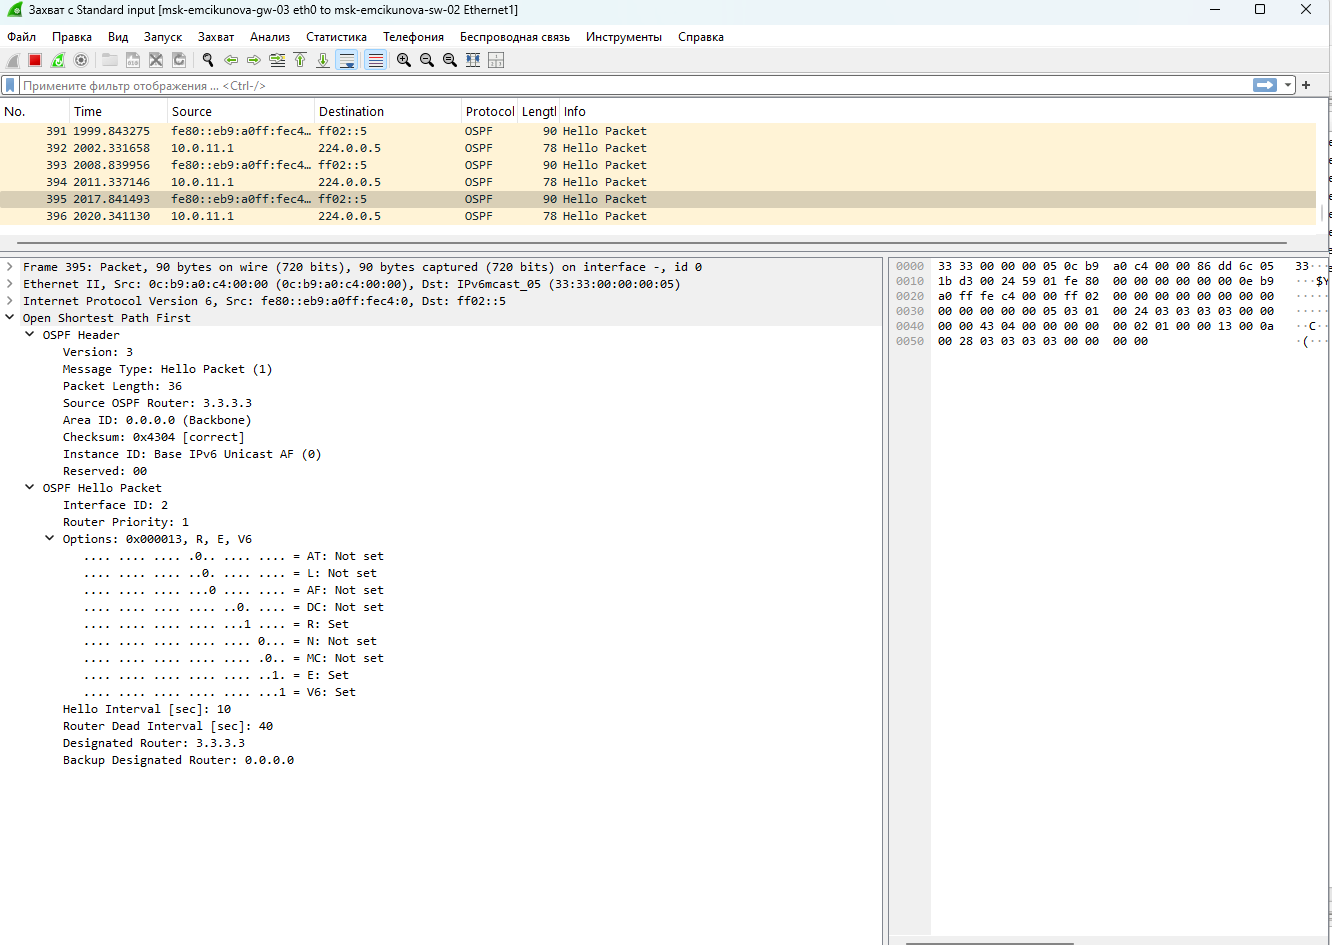 Захват с Standard input [msk-emcikunova-gw-03 eth0 to msk-emcikunova-sw-02 Ethernet1]
Файл Правка Вид Запуск Захват Анализ Статистика Телефония Беспроводная связь Инструменты Справка
Примените фильтр отображения ... <Ctrl-/>
No. Time Source Destination Protocol Lengtl Info
391 1999.843275 fe80::eb9:a0ff:fec4… ff02::5 OSPF 90 Hello Packet
392 2002.331658 10.0.11.1 224.0.0.5 OSPF 78 Hello Packet
393 2008.839956 fe80::eb9:a0ff:fec4… ff02::5 OSPF 90 Hello Packet
394 2011.337146 10.0.11.1 224.0.0.5 OSPF 78 Hello Packet
395 2017.841493 fe80::eb9:a0ff:fec4… ff02::5 OSPF 90 Hello Packet
396 2020.341130 10.0.11.1 224.0.0.5 OSPF 78 Hello Packet
Frame 395: Packet, 90 bytes on wire (720 bits), 90 bytes captured (720 bits) on interface -, id 0
Ethernet II, Src: 0c:b9:a0:c4:00:00 (0c:b9:a0:c4:00:00), Dst: IPv6mcast_05 (33:33:00:00:00:05)
Internet Protocol Version 6, Src: fe80::eb9:a0ff:fec4:0, Dst: ff02::5
Open Shortest Path First
OSPF Header
Version: 3
Message Type: Hello Packet (1)
Packet Length: 36
Source OSPF Router: 3.3.3.3
Area ID: 0.0.0.0 (Backbone)
Checksum: 0x4304 [correct]
Instance ID: Base IPv6 Unicast AF (0)
Reserved: 00
OSPF Hello Packet
Interface ID: 2
Router Priority: 1
Options: 0x000013, R, E, V6
.... .... .... .0.. .... .... = AT: Not set
.... .... .... ..0. .... .... = L: Not set
.... .... .... ...0 .... .... = AF: Not set
.... .... .... .... ..0. .... = DC: Not set
.... .... .... .... ...1 .... = R: Set
.... .... .... .... .... 0... = N: Not set
.... .... .... .... .... .0.. = MC: Not set
.... .... .... .... .... ..1. = E: Set
.... .... .... .... .... ...1 = V6: Set
Hello Interval [sec]: 10
Router Dead Interval [sec]: 40
Designated Router: 3.3.3.3
Backup Designated Router: 0.0.0.0
0000 33 33 00 00 00 05 0c b9 a0 c4 00 00 86 dd 6c 05 33···
0010 1b d3 00 24 59 01 fe 80 00 00 00 00 00 00 0e b9 ···$Y
0020 a0 ff fe c4 00 00 ff 02 00 00 00 00 00 00 00 00 ·····
0030 00 00 00 00 00 05 03 01 00 24 03 03 03 03 00 00 ·····
0040 00 00 43 04 00 00 00 00 00 02 01 00 00 13 00 0a ··C··
0050 00 28 03 03 03 03 00 00 00 00 ·(···